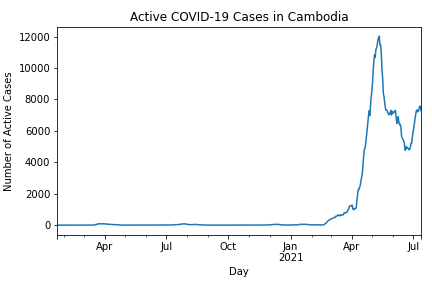 Active COVID-19 Cases in Cambodia
Number of Active Cases
12000
10000
8000
6000
4000
2000
0
Apr
Jul
Oct
Jan
2021
Apr
Jul
Day